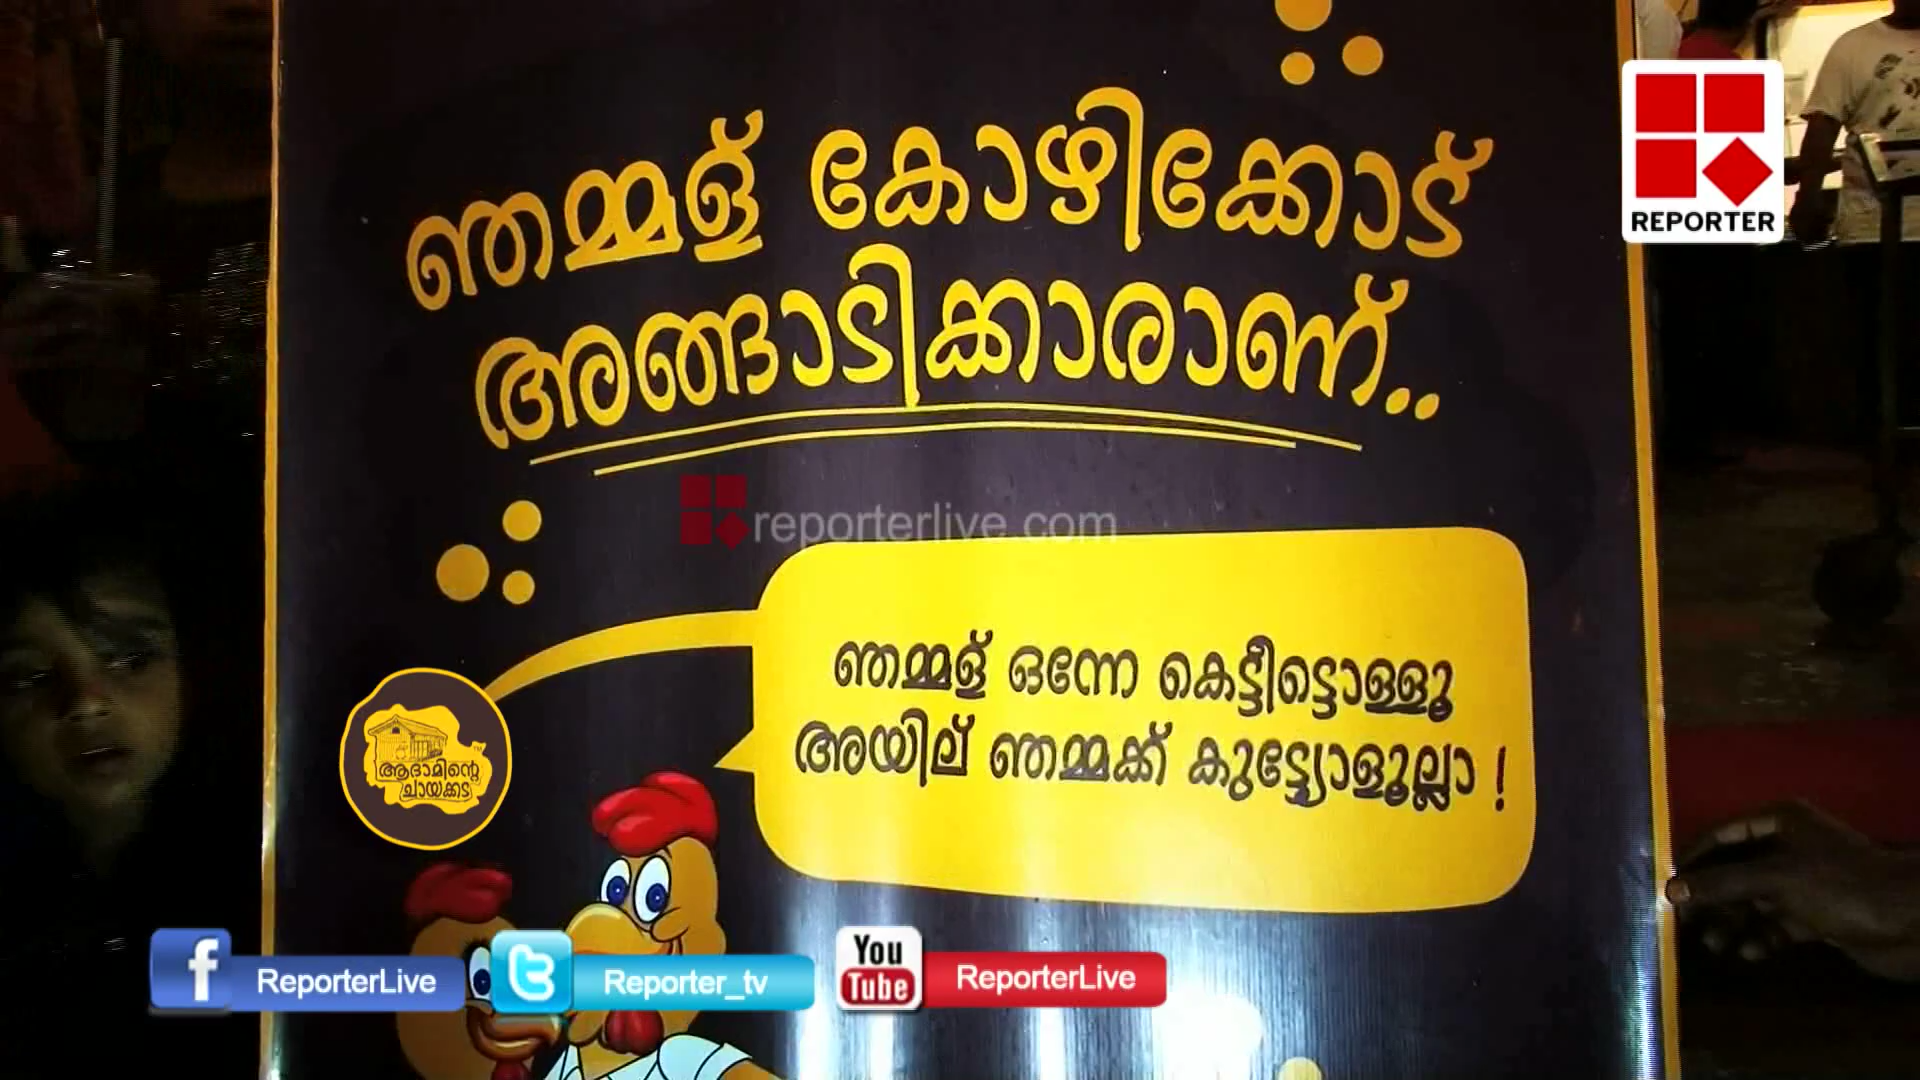 ഞമ്മള് കോഴിക്കോട്
അങ്ങാടിക്കാരാണ്..
REPORTER
reporterlive.com
ഞമ്മള് ഒന്നേ കെട്ടീട്ടൊള്ളൂ
അയില് ഞമ്മക്ക് കുട്ട്യോളൂല്ലാ !
ആദാമിന്റെ
ചായക്കട
TM
f ReporterLive
Reporter_tv
You
Tube
ReporterLive